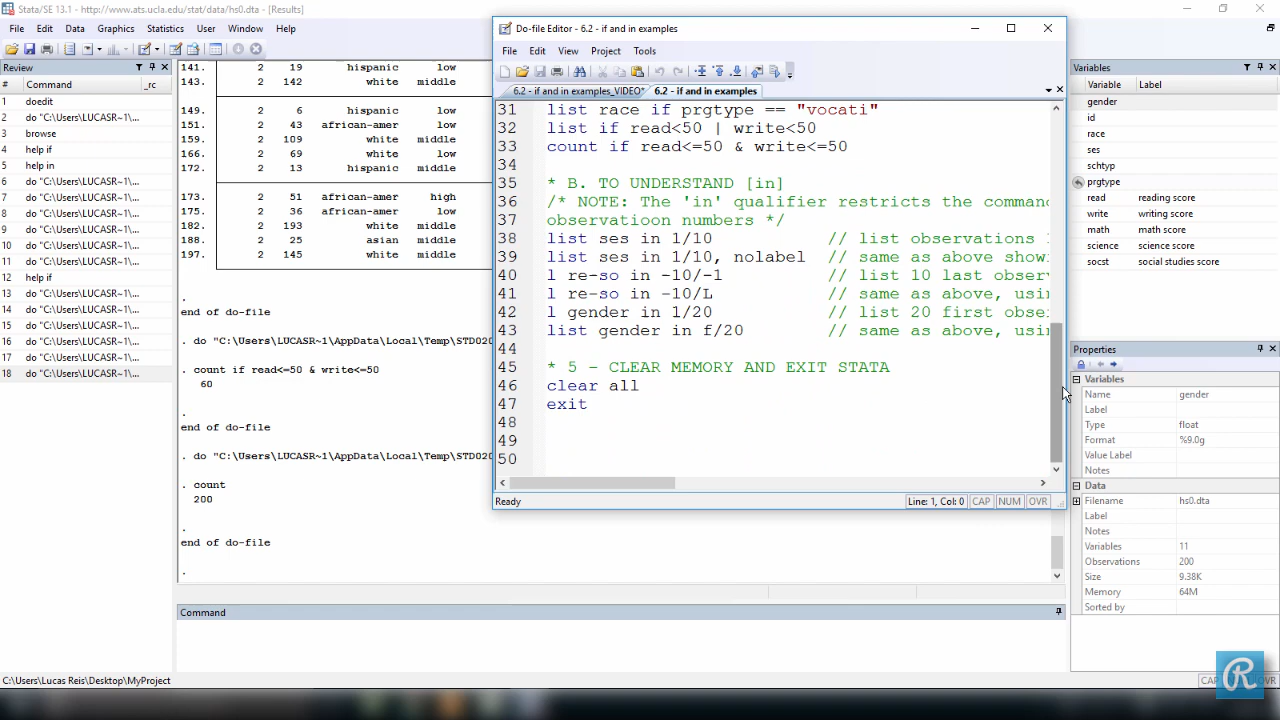 Stata/SE 13.1 - http://www.ats.ucla.edu/stat/data/hs0.dta - [Results]
File Edit Data Graphics Statistics User Window Help
Review
# Command _rc
1 doedit
2 do "C:\Users\LUCASR~1\...
3 browse
4 help if
5 help in
6 do "C:\Users\LUCASR~1\...
7 do "C:\Users\LUCASR~1\...
8 do "C:\Users\LUCASR~1\...
9 do "C:\Users\LUCASR~1\...
10 do "C:\Users\LUCASR~1\...
11 do "C:\Users\LUCASR~1\...
12 help if
13 do "C:\Users\LUCASR~1\...
14 do "C:\Users\LUCASR~1\...
15 do "C:\Users\LUCASR~1\...
16 do "C:\Users\LUCASR~1\...
17 do "C:\Users\LUCASR~1\...
18 do "C:\Users\LUCASR~1\...
141. 2 19 hispanic low
143. 2 142 white middle
149. 2 6 hispanic low
151. 2 43 african-amer low
159. 2 109 white middle
166. 2 69 white low
172. 2 13 hispanic middle
173. 2 51 african-amer high
175. 2 36 african-amer low
182. 2 193 white middle
188. 2 25 asian middle
197. 2 145 white middle
.
end of do-file
. do "C:\Users\LUCASR~1\AppData\Local\Temp\STD020
. count if read<=50 & write<=50
60
.
end of do-file
. do "C:\Users\LUCASR~1\AppData\Local\Temp\STD020
. count
200
.
end of do-file
.
Command
C:\Users\Lucas Reis\Desktop\MyProject
Do-file Editor - 6.2 - if and in examples
File Edit View Project Tools
6.2 - if and in examples_VIDEO* 6.2 - if and in examples
31 list race if prgtype == "vocati"
32 list if read<50 | write<50
33 count if read<=50 & write<=50
34
35 * B. TO UNDERSTAND [in]
36 /* NOTE: The 'in' qualifier restricts the comman
37 observatioon numbers */
38 list ses in 1/10 // list observations
39 list ses in 1/10, nolabel // same as above show
40 l re-so in -10/-1 // list 10 last obser
41 l re-so in -10/L // same as above, usi
42 l gender in 1/20 // list 20 first obse
43 list gender in f/20 // same as above, usi
44
45 * 5 - CLEAR MEMORY AND EXIT STATA
46 clear all
47 exit
48
49
50
Ready Line: 1, Col: 0 CAP NUM OVR
Variables
Variable Label
gender
id
race
ses
schtyp
prgtype
read reading score
write writing score
math math score
science science score
socst social studies score
Properties
Variables
Name gender
Label
Type float
Format %9.0g
Value Label
Notes
Data
Filename hs0.dta
Label
Notes
Variables 11
Observations 200
Size 9.38K
Memory 64M
Sorted by
CAP OVR
R